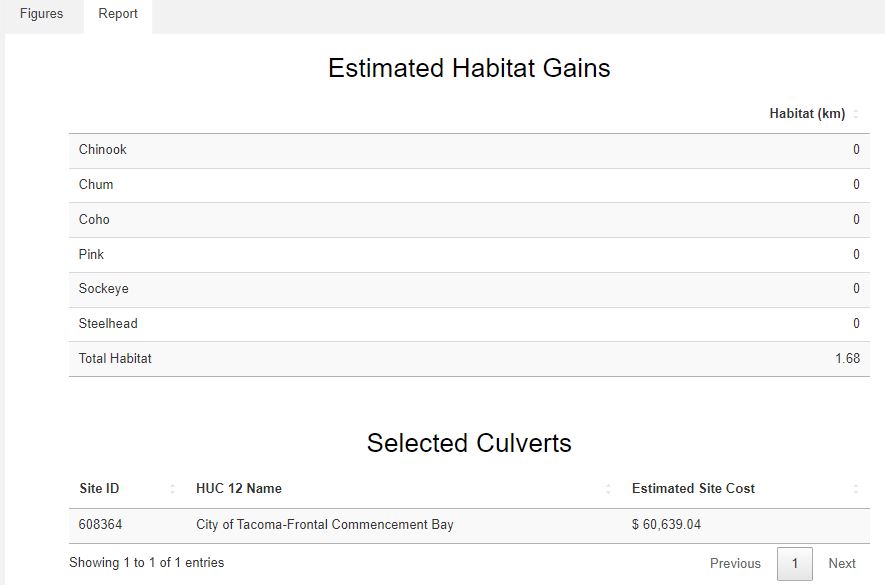 Figures Report
Estimated Habitat Gains
Habitat (km)
Chinook 0
Chum 0
Coho 0
Pink 0
Sockeye 0
Steelhead 0
Total Habitat 1.68
Selected Culverts
Site ID HUC 12 Name Estimated Site Cost
608364 City of Tacoma-Frontal Commencement Bay $ 60,639.04
Showing 1 to 1 of 1 entries Previous 1 Next